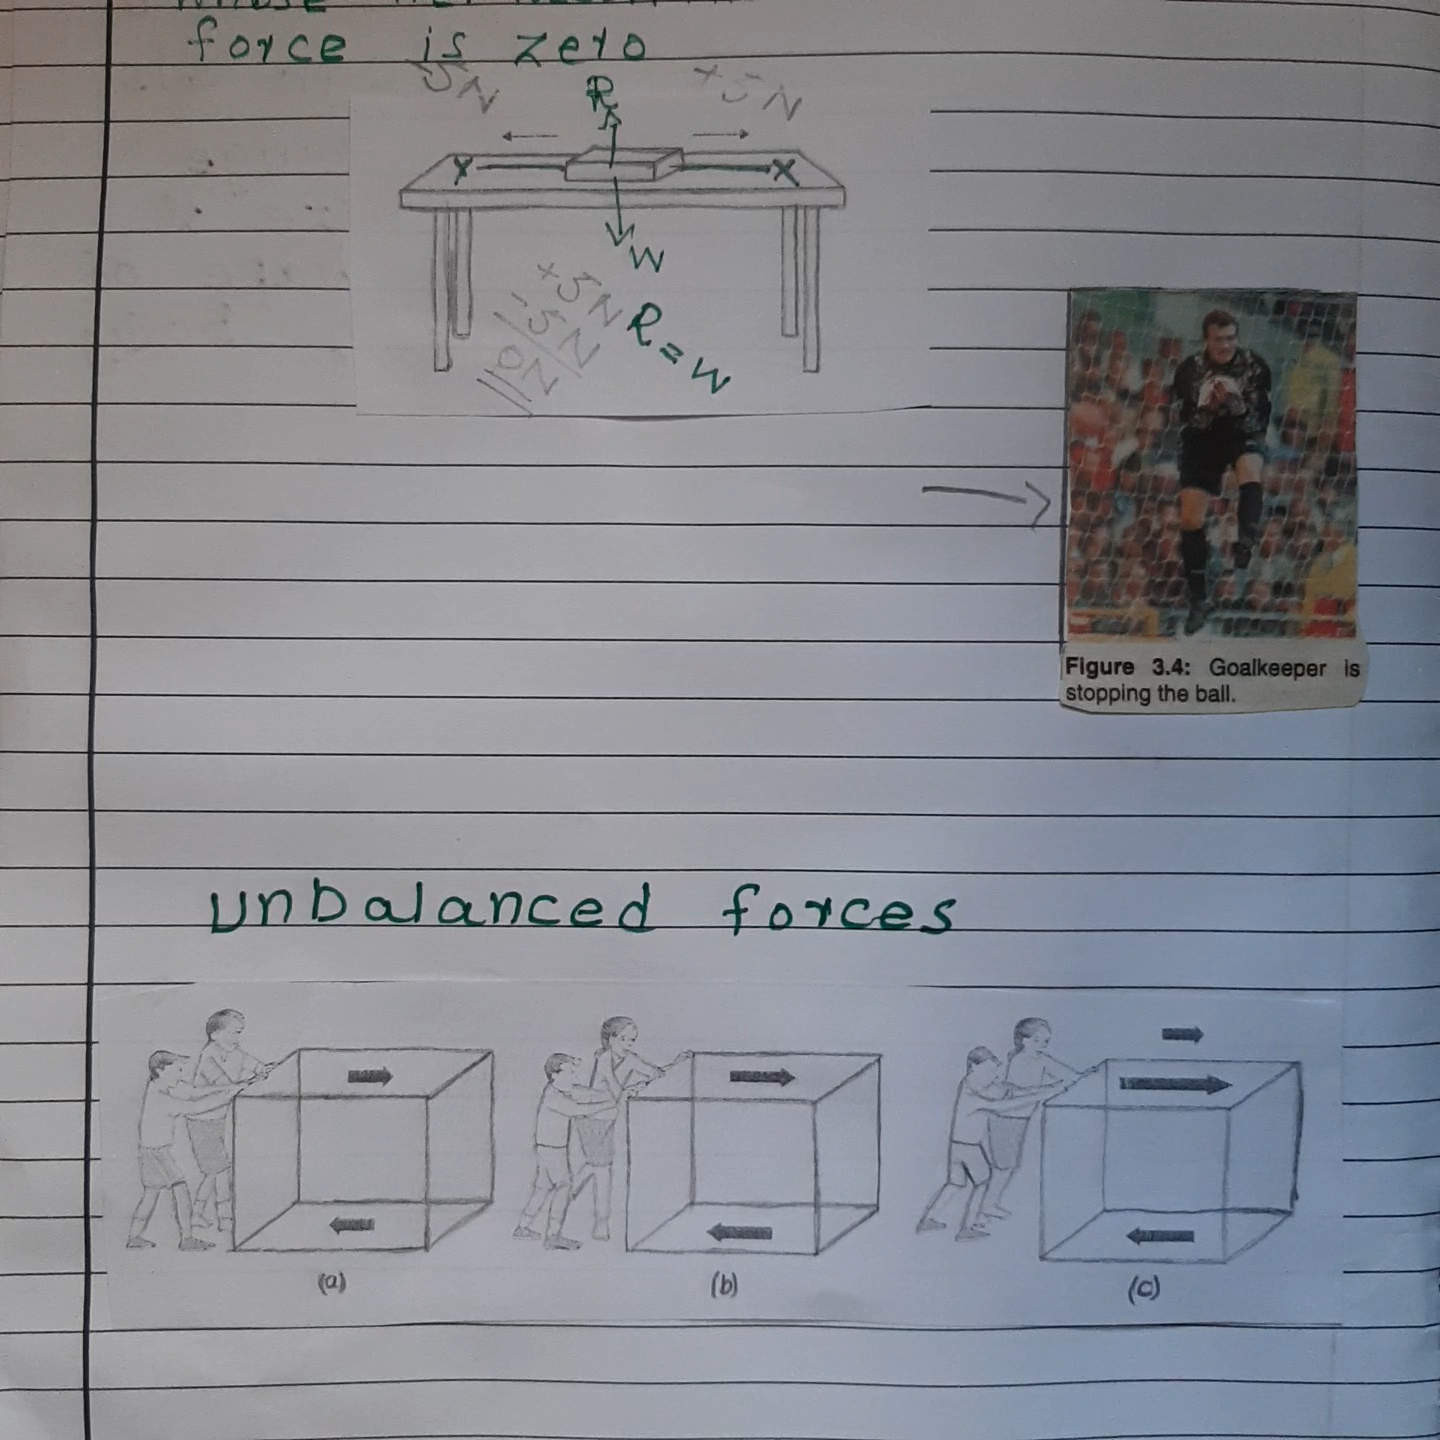 force is zero
5N
R
+5N
X
X
W
+5N
-5N
0N
R=W
Figure 3.4: Goalkeeper is
stopping the ball.
unbalanced forces
(a)
(b)
(c)